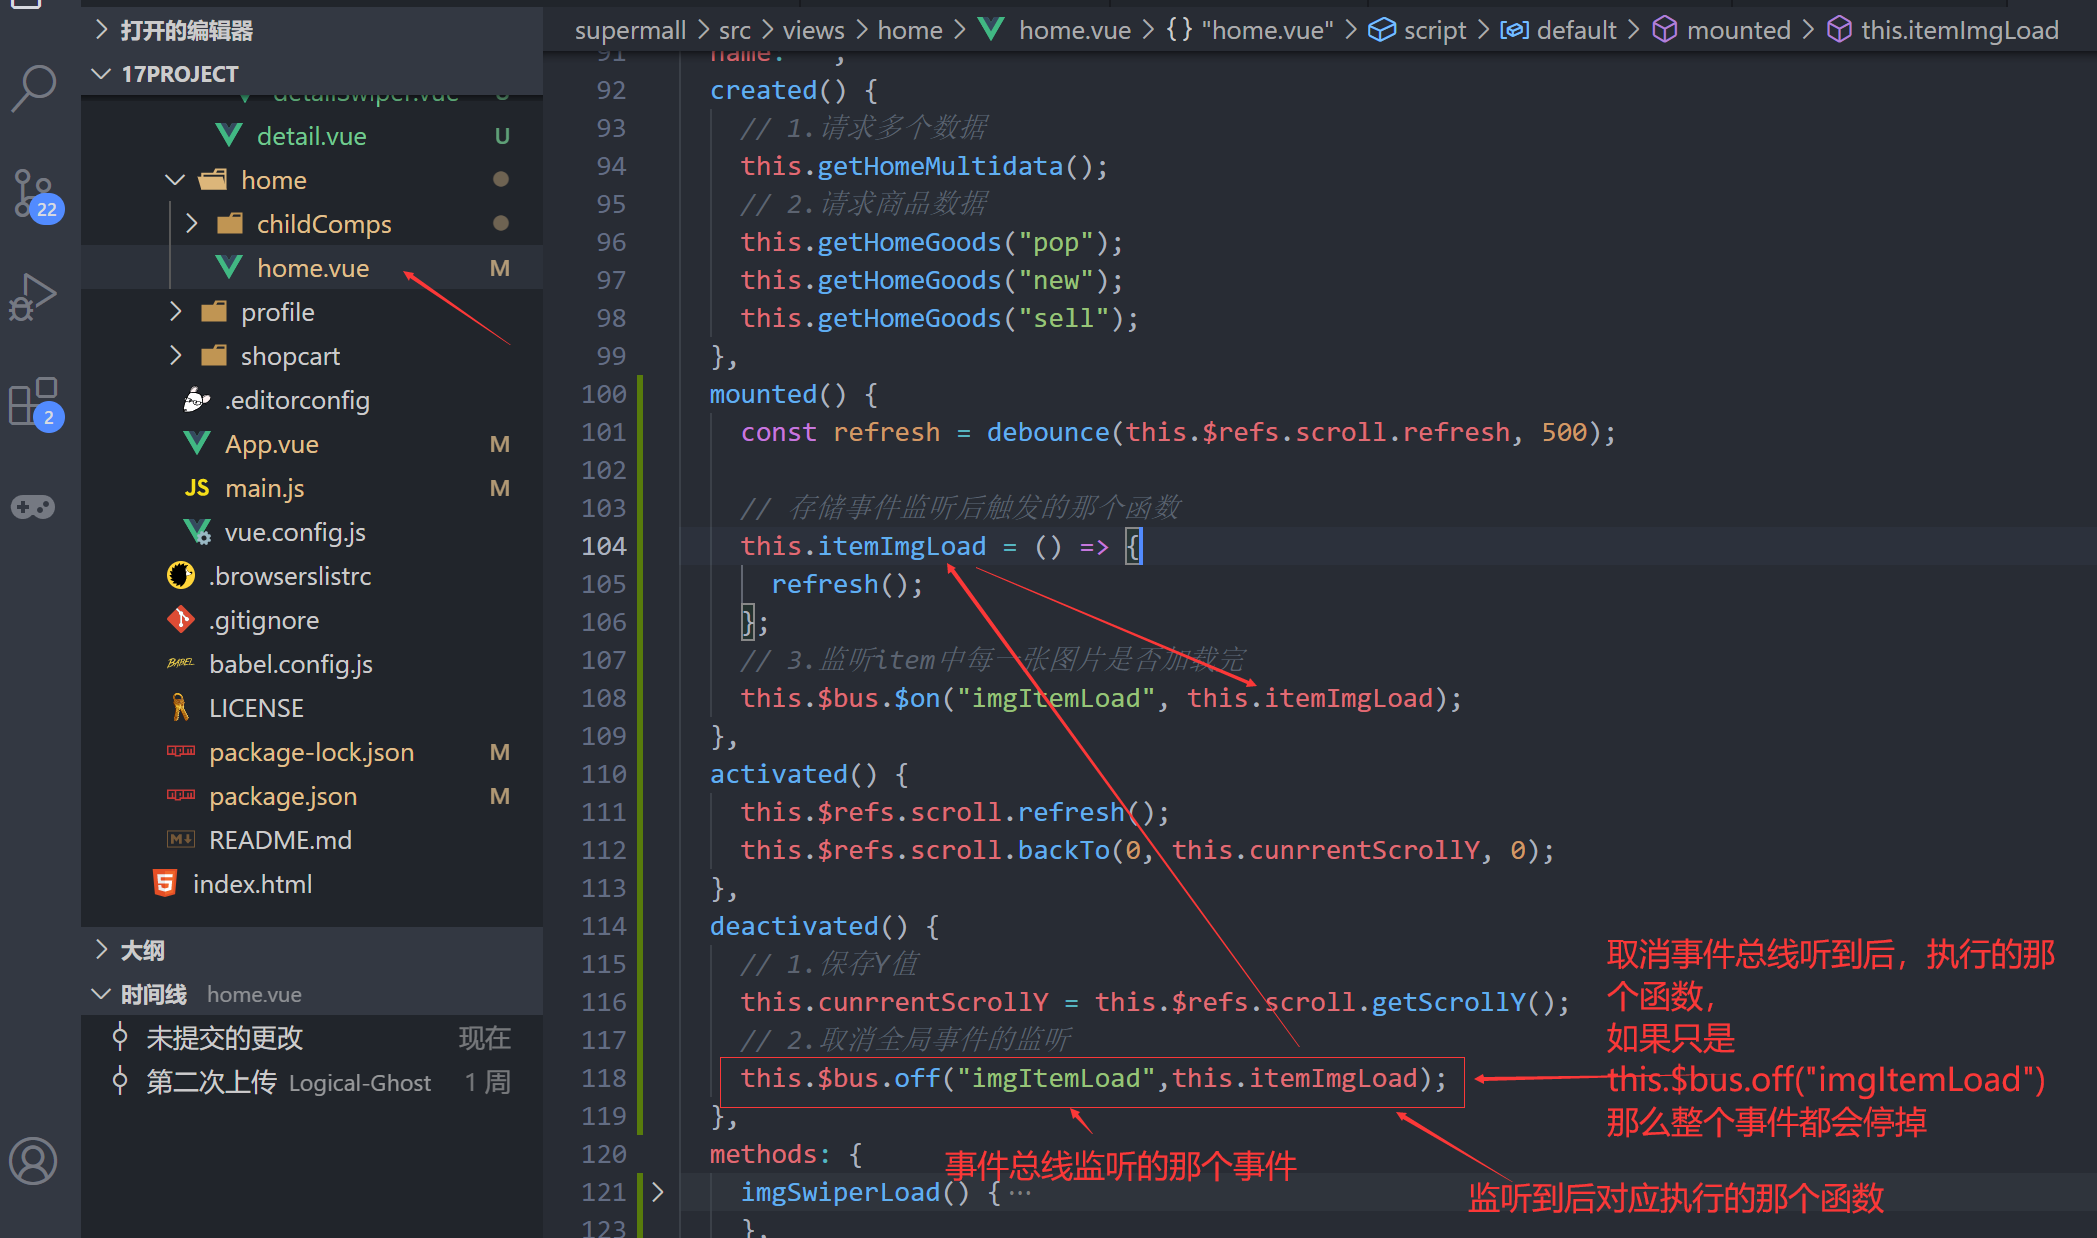 打开的编辑器
17PROJECT
detailSwiper.vue
detail.vue U
home
childComps
home.vue M
profile
shopcart
.editorconfig
App.vue M
JS main.js M
vue.config.js
.browserslistrc
.gitignore
BABEL babel.config.js
LICENSE
package-lock.json M
package.json M
README.md
index.html
大纲
时间线 home.vue
未提交的更改 现在
第二次上传 Logical-Ghost 1 周
22
2
supermall > src > views > home > home.vue > {} "home.vue" > script > default > mounted > this.itemImgLoad
92 created() {
93 // 1.请求多个数据
94 this.getHomeMultidata();
95 // 2.请求商品数据
96 this.getHomeGoods("pop");
97 this.getHomeGoods("new");
98 this.getHomeGoods("sell");
99 },
100 mounted() {
101 const refresh = debounce(this.$refs.scroll.refresh, 500);
102
103 // 存储事件监听后触发的那个函数
104 this.itemImgLoad = () => {
105 refresh();
106 };
107 // 3.监听item中每一张图片是否加载完
108 this.$bus.$on("imgItemLoad", this.itemImgLoad);
109 },
110 activated() {
111 this.$refs.scroll.refresh();
112 this.$refs.scroll.backTo(0, this.cunrrentScrollY, 0);
113 },
114 deactivated() {
115 // 1.保存Y值
116 this.cunrrentScrollY = this.$refs.scroll.getScrollY();
117 // 2.取消全局事件的监听
118 this.$bus.off("imgItemLoad",this.itemImgLoad);
119 },
120 methods: {
121 imgSwiperLoad() {···
123 },
取消事件总线听到后，执行的那
个函数，
如果只是
this.$bus.off("imgItemLoad")
那么整个事件都会停掉
事件总线监听的那个事件
监听到后对应执行的那个函数